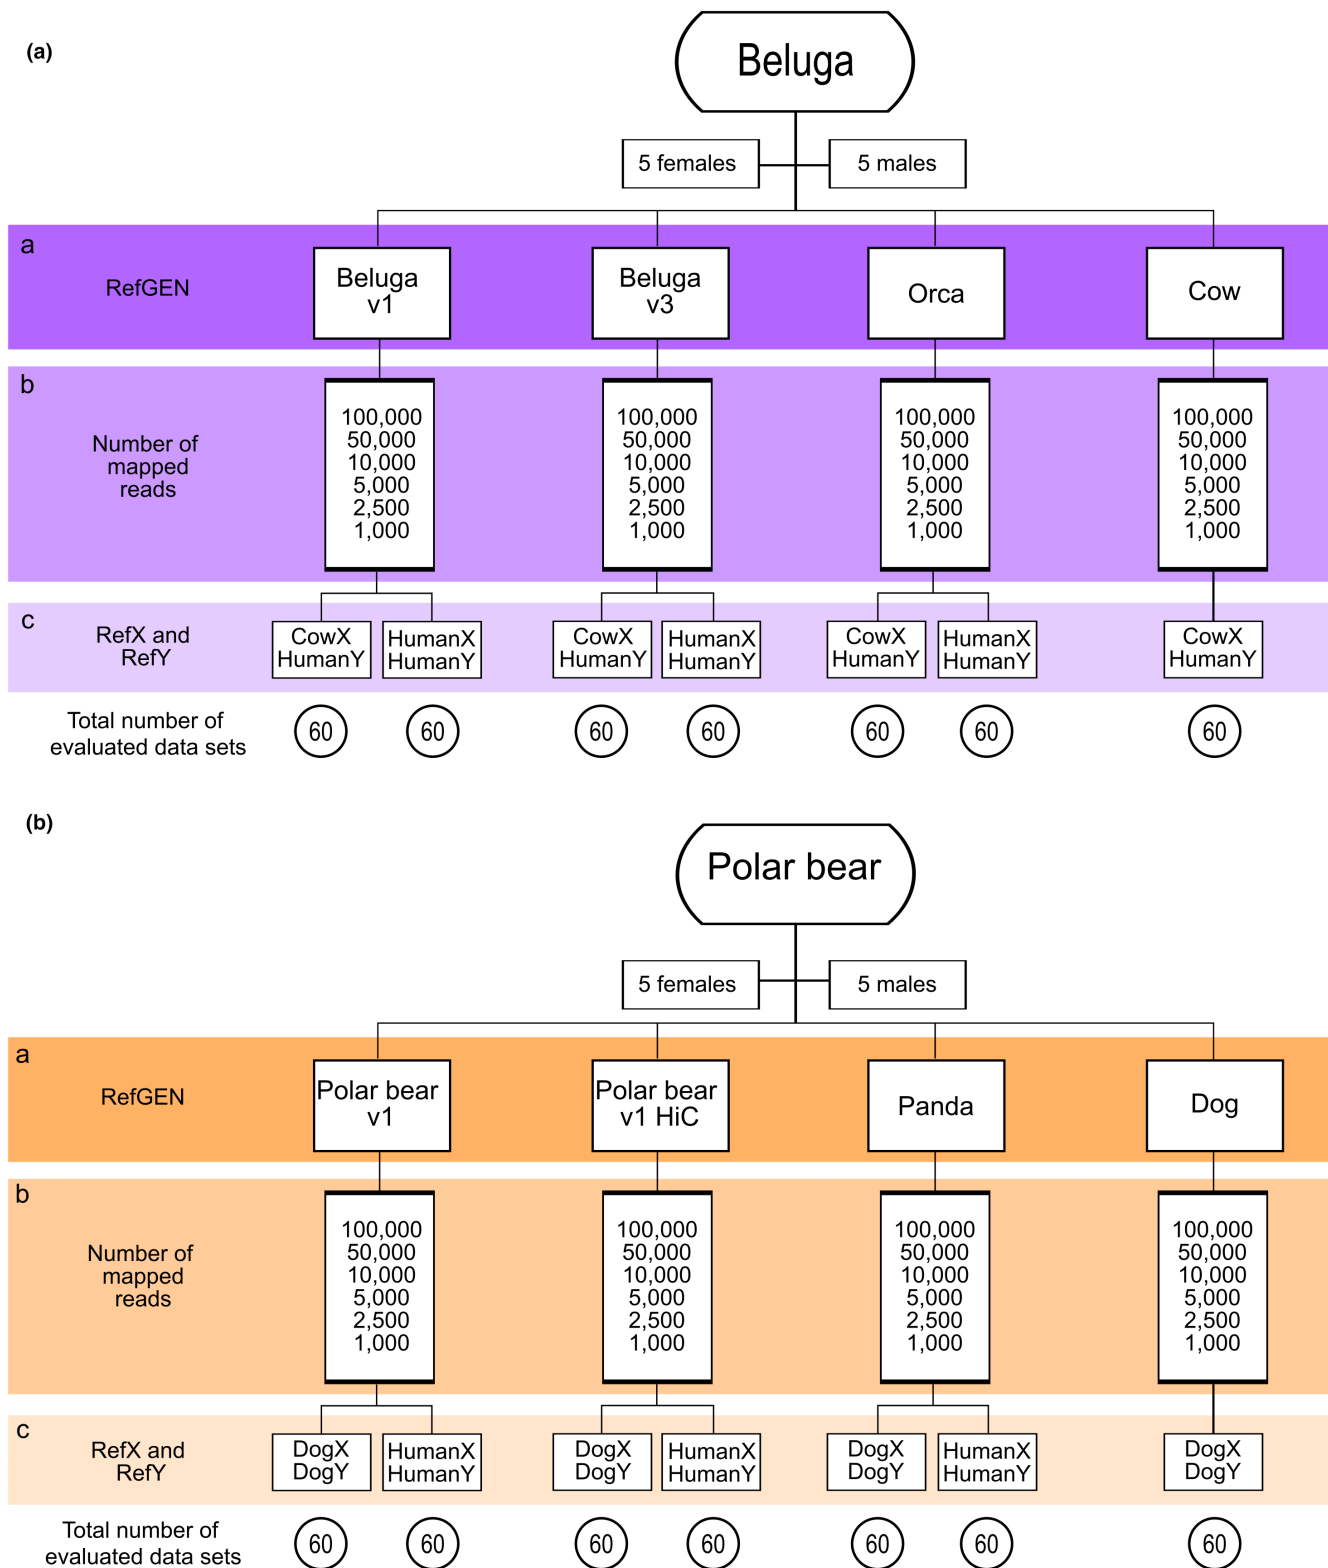 (a)
Beluga
5 females
5 males
a
RefGEN
Beluga
v1
Beluga
v3
Orca
Cow
b
Number of
mapped
reads
100,000
50,000
10,000
5,000
2,500
1,000
100,000
50,000
10,000
5,000
2,500
1,000
100,000
50,000
10,000
5,000
2,500
1,000
100,000
50,000
10,000
5,000
2,500
1,000
c
RefX and
RefY
CowX
HumanY
HumanX
HumanY
CowX
HumanY
HumanX
HumanY
CowX
HumanY
HumanX
HumanY
CowX
HumanY
Total number of
evaluated data sets
60
60
60
60
60
60
60
(b)
Polar bear
5 females
5 males
a
RefGEN
Polar bear
v1
Polar bear
v1 HiC
Panda
Dog
b
Number of
mapped
reads
100,000
50,000
10,000
5,000
2,500
1,000
100,000
50,000
10,000
5,000
2,500
1,000
100,000
50,000
10,000
5,000
2,500
1,000
100,000
50,000
10,000
5,000
2,500
1,000
c
RefX and
RefY
DogX
DogY
HumanX
HumanY
DogX
DogY
HumanX
HumanY
DogX
DogY
HumanX
HumanY
DogX
DogY
Total number of
evaluated data sets
60
60
60
60
60
60
60